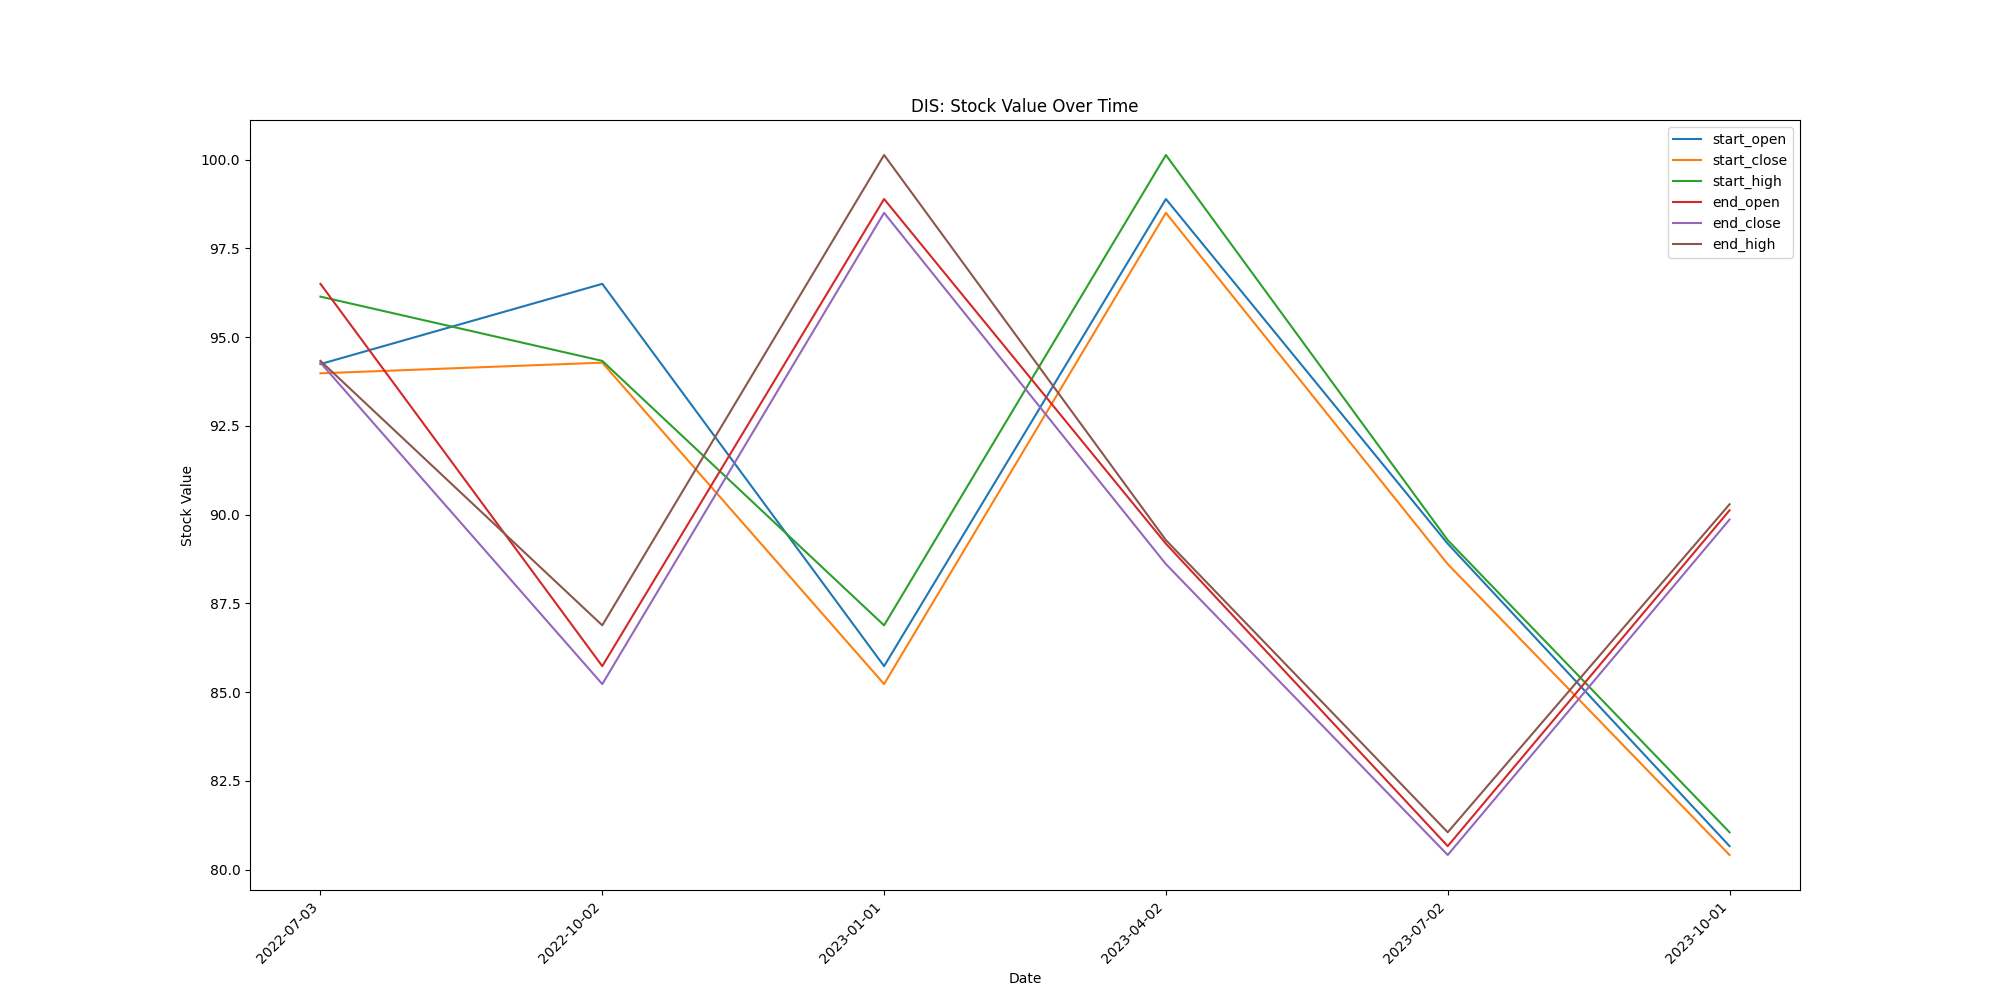 DIS: Stock Value Over Time
start_open
start_close
start_high
end_open
end_close
end_high
Stock Value
100.0
97.5
95.0
92.5
90.0
87.5
85.0
82.5
80.0
2022-07-03
2022-10-02
2023-01-01
2023-04-02
2023-07-02
2023-10-01
Date